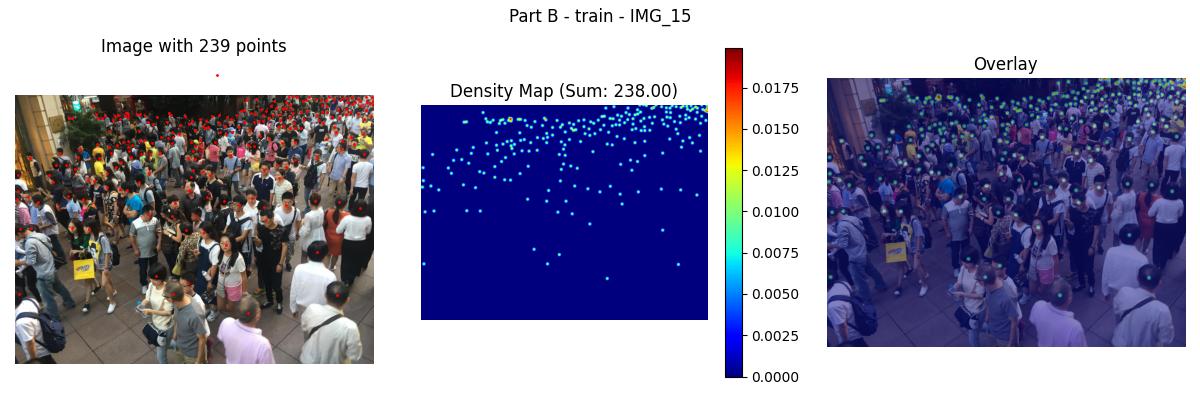 Part B - train - IMG_15
Image with 239 points
Density Map (Sum: 238.00)
Overlay
0.0175
0.0150
0.0125
0.0100
0.0075
0.0050
0.0025
0.0000